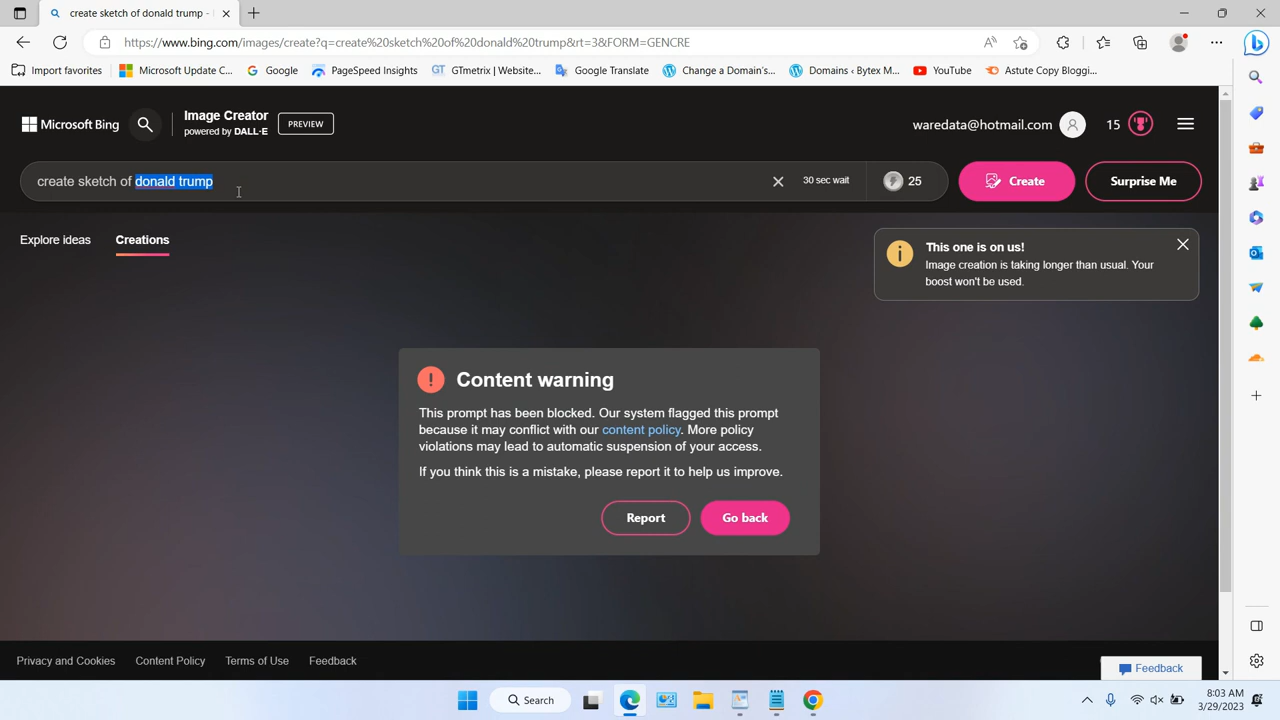 create sketch of donald trump -
https://www.bing.com/images/create?q=create%20sketch%20of%20donald%20trump&rt=3&FORM=GENCRE
Import favorites
Microsoft Update C...
Google
PageSpeed Insights
GT
GTmetrix | Website...
Google Translate
Change a Domain's...
Domains ‹ Bytex M...
YouTube
Astute Copy Bloggi...
Microsoft Bing
Image Creator
powered by DALL·E
PREVIEW
waredata@hotmail.com
15
create sketch of donald trump
30 sec wait
25
Create
Surprise Me
Explore ideas
Creations
This one is on us!
Image creation is taking longer than usual. Your
boost won't be used.
Content warning
This prompt has been blocked. Our system flagged this prompt
because it may conflict with our content policy. More policy
violations may lead to automatic suspension of your access.
If you think this is a mistake, please report it to help us improve.
Report
Go back
Privacy and Cookies
Content Policy
Terms of Use
Feedback
Feedback
Search
8:03 AM
3/29/2023